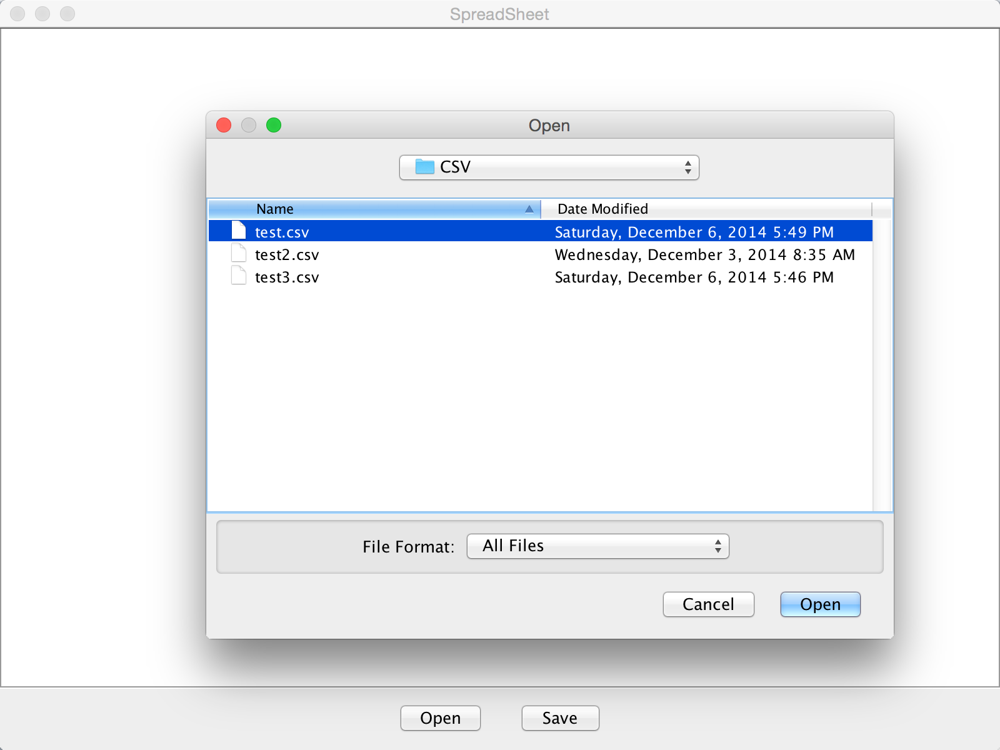 SpreadSheet
Open
CSV
Name Date Modified
test.csv Saturday, December 6, 2014 5:49 PM
test2.csv Wednesday, December 3, 2014 8:35 AM
test3.csv Saturday, December 6, 2014 5:46 PM
File Format: All Files
Cancel Open
Open Save